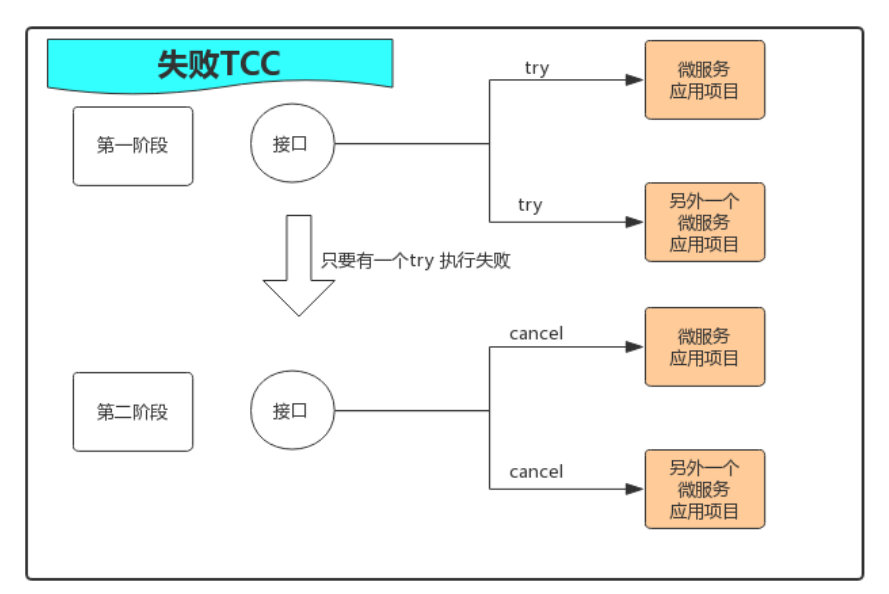 失败TCC
第一阶段
接口
try
微服务
应用项目
try
另外一个
微服务
应用项目
只要有一个try 执行失败
第二阶段
接口
cancel
微服务
应用项目
cancel
另外一个
微服务
应用项目